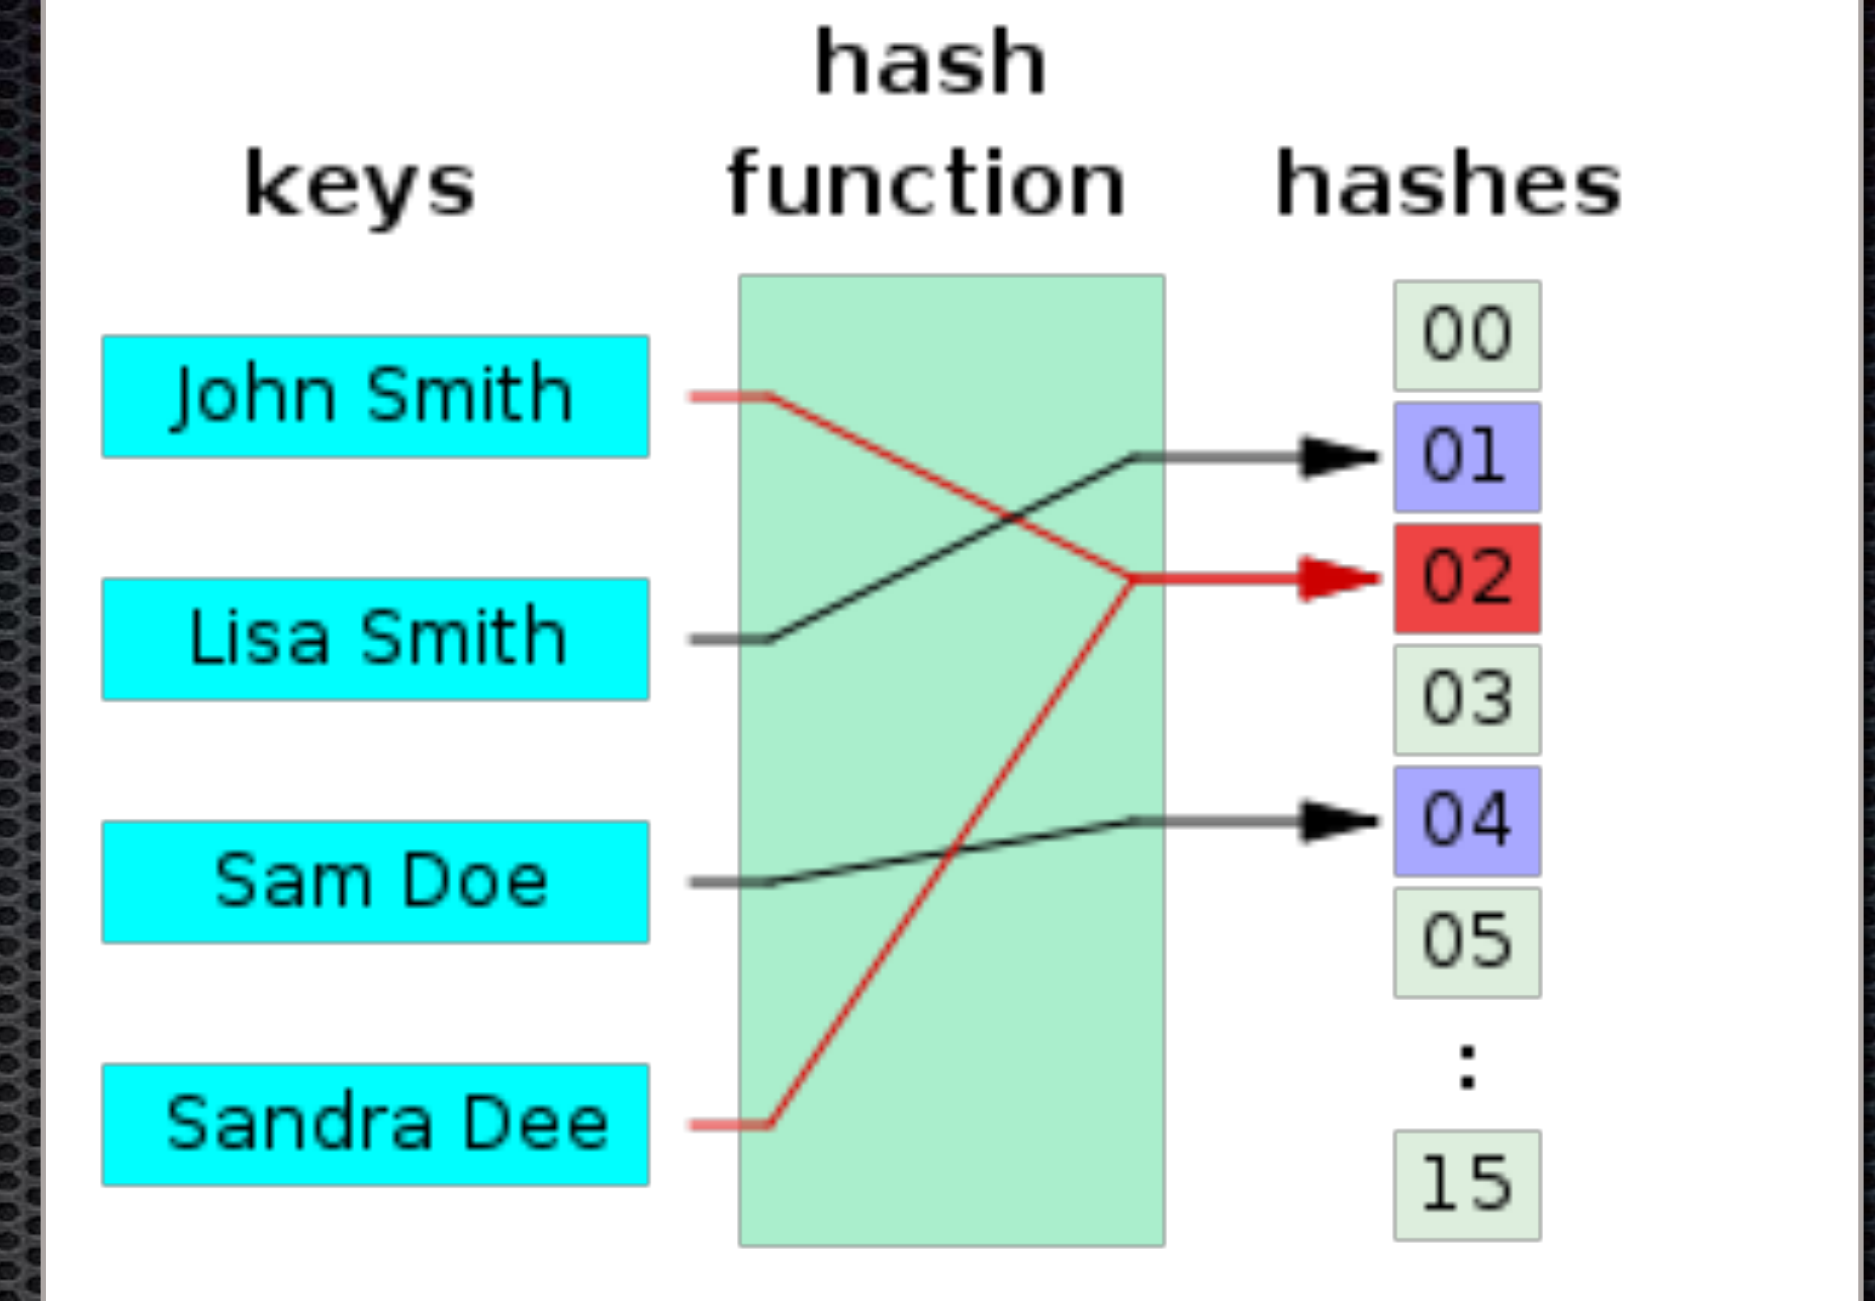 hash
keys function hashes
John Smith
Lisa Smith
Sam Doe
Sandra Dee
00
01
02
03
04
05
:
15